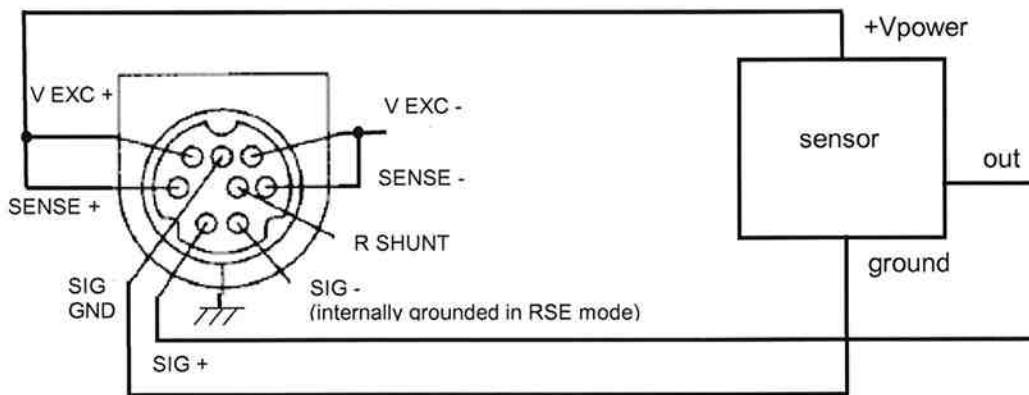 +Vpower
V EXC +
V EXC -
sensor
out
SENSE +
SENSE -
R SHUNT
ground
SIG
GND
SIG -
(internally grounded in RSE mode)
SIG +